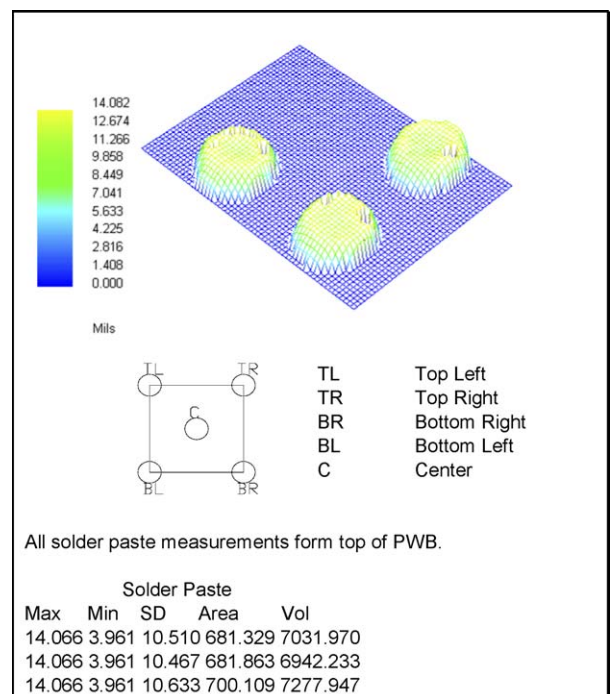 14.082
12.674
11.266
9.858
8.449
7.041
5.633
4.225
2.816
1.408
0.000
Mils
TL TR
C
BL BR
TL Top Left
TR Top Right
BR Bottom Right
BL Bottom Left
C Center
All solder paste measurements form top of PWB.
Solder Paste
Max Min SD Area Vol
14.066 3.961 10.510 681.329 7031.970
14.066 3.961 10.467 681.863 6942.233
14.066 3.961 10.633 700.109 7277.947